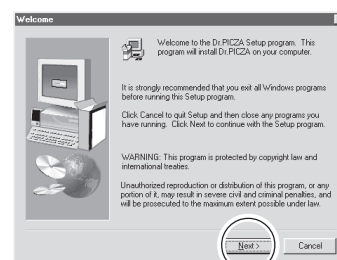 Welcome
Welcome to the Dr.PICZA Setup program. This
program will install Dr.PICZA on your computer.
It is strongly recommended that you exit all Windows programs
before running this Setup program.
Click Cancel to quit Setup and then close any programs you
have running. Click Next to continue with the Setup program.
WARNING: This program is protected by copyright law and
international treaties.
Unauthorized reproduction or distribution of this program, or any
portion of it, may result in severe civil and criminal penalties, and
will be prosecuted to the maximum extent possible under law.
Next > Cancel